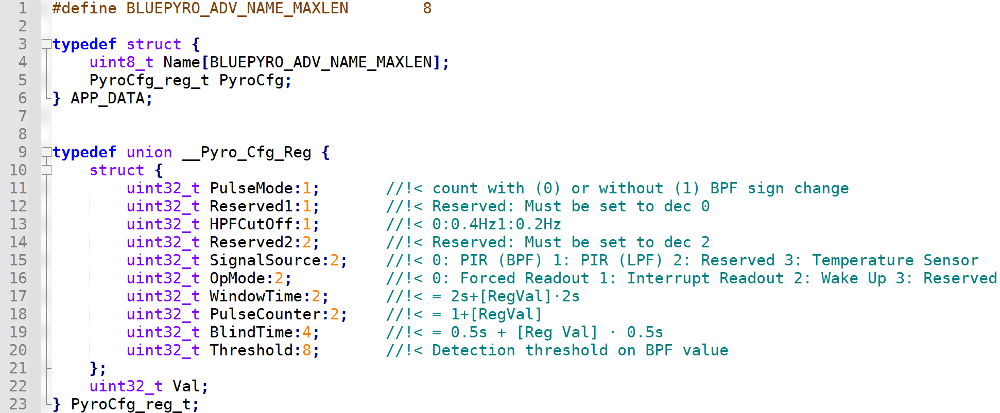 1 #define BLUEPYRO_ADV_NAME_MAXLEN        8
2
3 typedef struct {
4     uint8_t Name[BLUEPYRO_ADV_NAME_MAXLEN];
5     PyroCfg_reg_t PyroCfg;
6 } APP_DATA;
7
8
9 typedef union __Pyro_Cfg_Reg {
10     struct {
11         uint32_t PulseMode:1;       //!< count with (0) or without (1) BPF sign change
12         uint32_t Reserved1:1;       //!< Reserved: Must be set to dec 0
13         uint32_t HPFCutOff:1;       //!< 0:0.4Hz1:0.2Hz
14         uint32_t Reserved2:2;       //!< Reserved: Must be set to dec 2
15         uint32_t SignalSource:2;    //!< 0: PIR (BPF) 1: PIR (LPF) 2: Reserved 3: Temperature Sensor
16         uint32_t OpMode:2;          //!< 0: Forced Readout 1: Interrupt Readout 2: Wake Up 3: Reserved
17         uint32_t WindowTime:2;      //!< = 2s+[RegVal]·2s
18         uint32_t PulseCounter:2;    //!< = 1+[RegVal]
19         uint32_t BlindTime:4;       //!< = 0.5s + [Reg Val] · 0.5s
20         uint32_t Threshold:8;       //!< Detection threshold on BPF value
21     };
22     uint32_t Val;
23 } PyroCfg_reg_t;